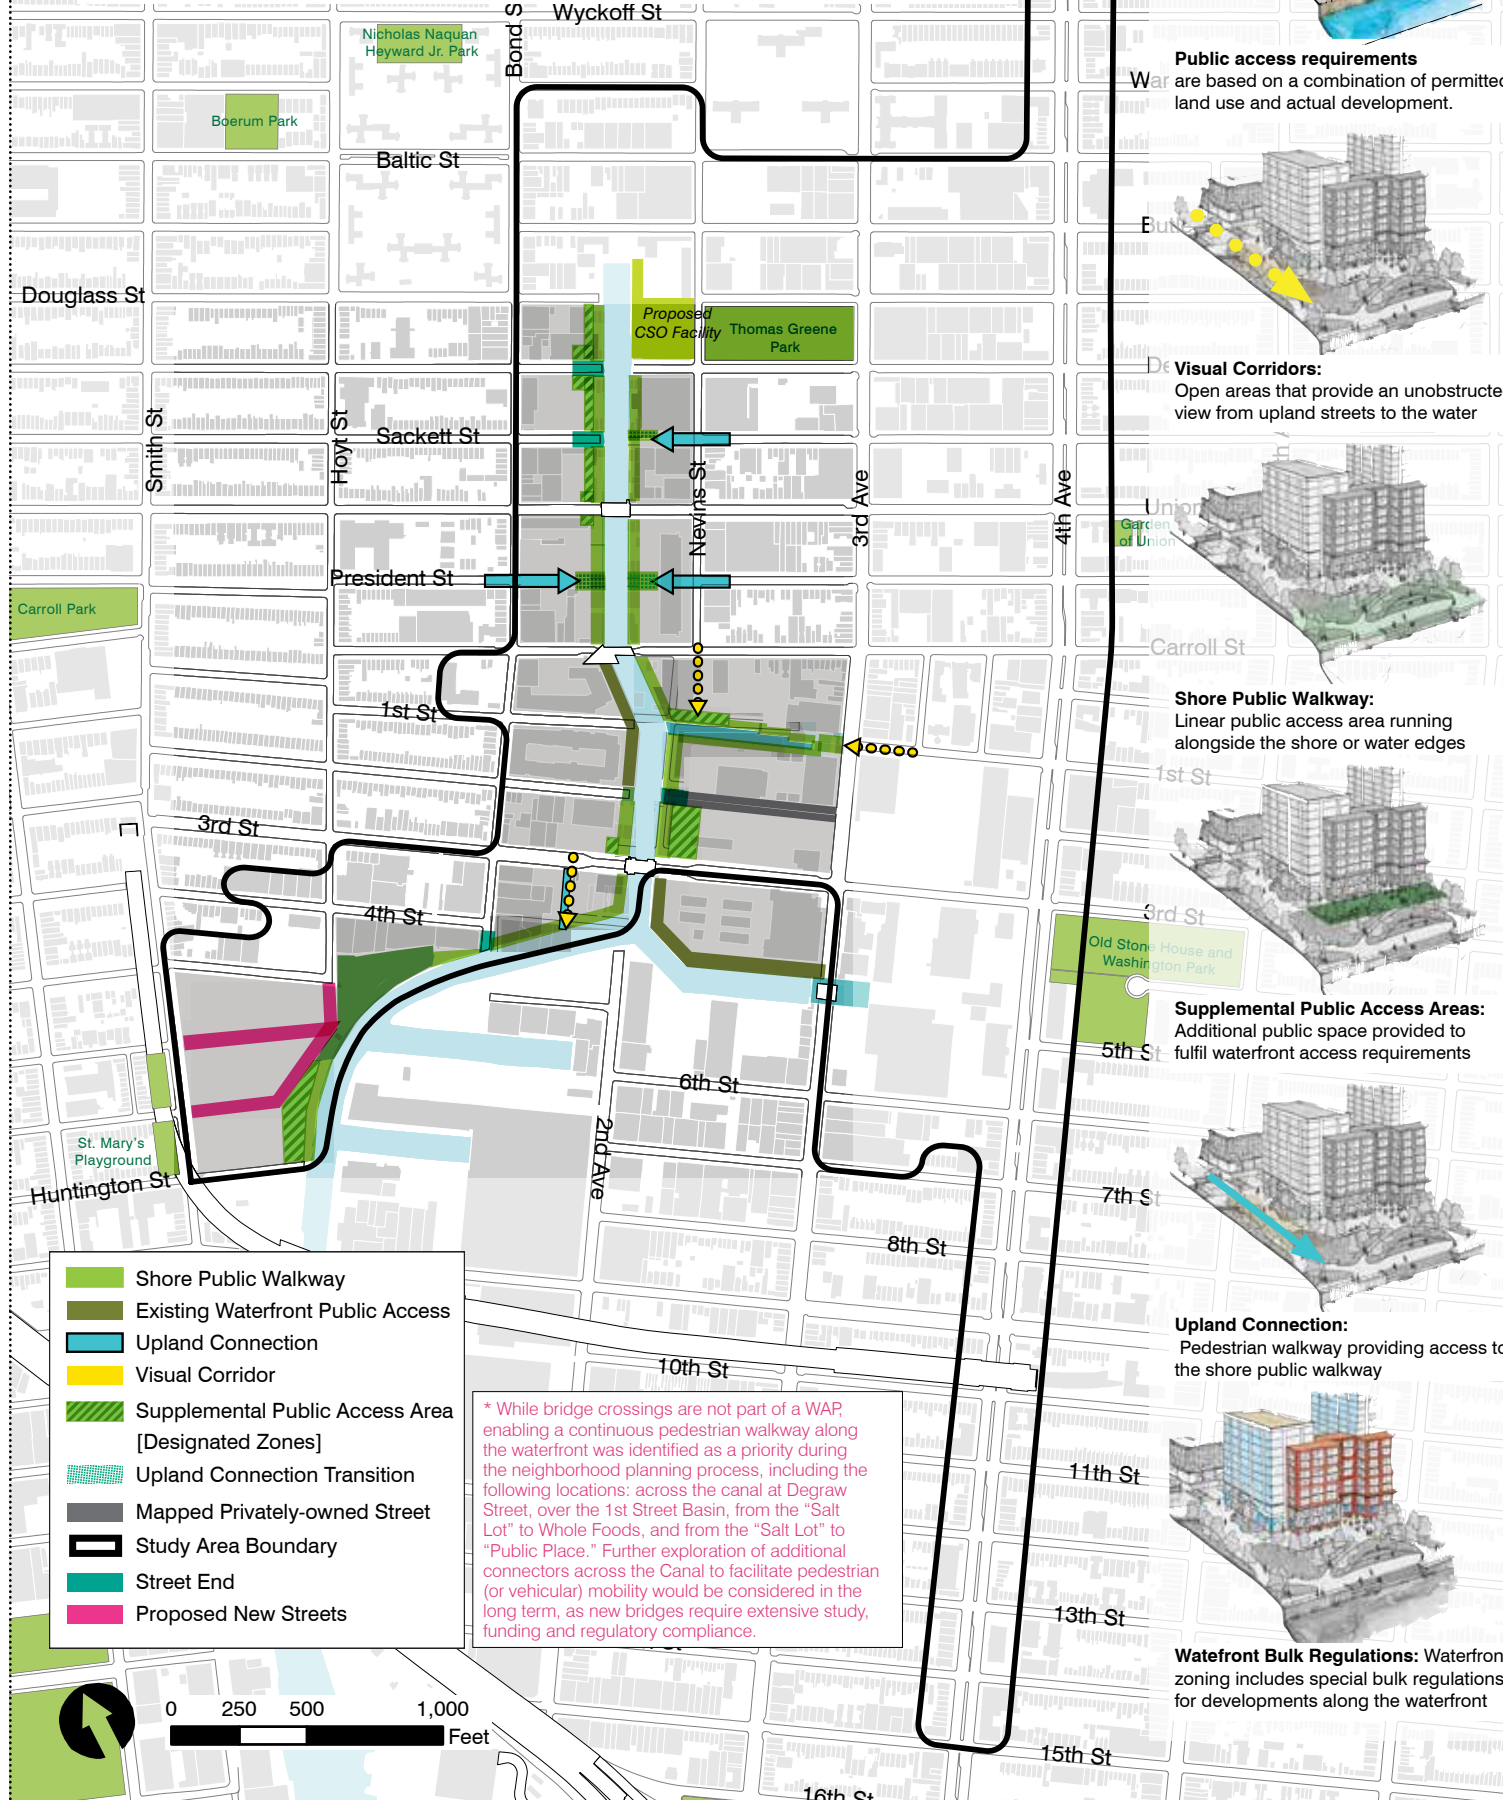 Wyckoff St
Bond S
Nicholas Naquan
Heyward Jr. Park
Boerum Park
Baltic St
Douglass St
Proposed
CSO Facility
Thomas Greene
Park
Smith St
Hoyt St
Sackett St
Nevins St
3rd Ave
4th Ave
Union
Garden
of Union
President St
Carroll Park
Carroll St
1st St
1st St
3rd St
3rd St
4th St
Old Stone House and
Washington Park
5th St
6th St
2nd Ave
St. Mary's
Playground
Huntington St
7th St
8th St
10th St
11th St
13th St
15th St
16th St
Shore Public Walkway
Existing Waterfront Public Access
Upland Connection
Visual Corridor
Supplemental Public Access Area
[Designated Zones]
Upland Connection Transition
Mapped Privately-owned Street
Study Area Boundary
Street End
Proposed New Streets
* While bridge crossings are not part of a WAP,
enabling a continuous pedestrian walkway along
the waterfront was identified as a priority during
the neighborhood planning process, including the
following locations: across the canal at Degraw
Street, over the 1st Street Basin, from the “Salt
Lot” to Whole Foods, and from the “Salt Lot” to
“Public Place.” Further exploration of additional
connectors across the Canal to facilitate pedestrian
(or vehicular) mobility would be considered in the
long term, as new bridges require extensive study,
funding and regulatory compliance.
0 250 500 1,000
Feet
Public access requirements
are based on a combination of permitted
land use and actual development.
Visual Corridors:
Open areas that provide an unobstructe
view from upland streets to the water
Shore Public Walkway:
Linear public access area running
alongside the shore or water edges
Supplemental Public Access Areas:
Additional public space provided to
fulfil waterfront access requirements
Upland Connection:
Pedestrian walkway providing access to
the shore public walkway
Watefront Bulk Regulations: Waterfron
zoning includes special bulk regulations
for developments along the waterfront